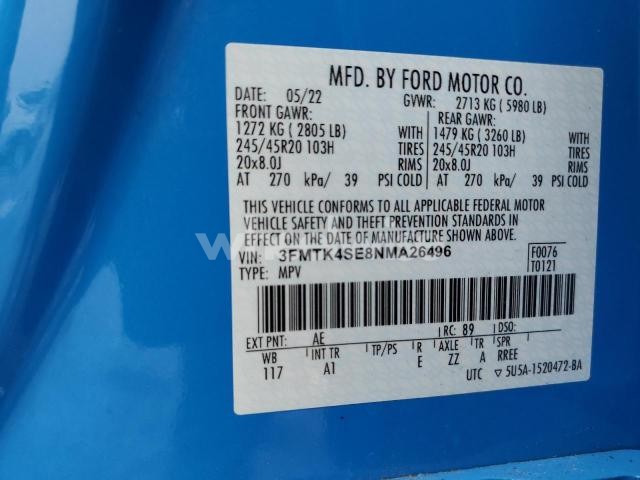 MFD. BY FORD MOTOR CO.
DATE: 05/22 GVWR: 2713 KG ( 5980 LB)
FRONT GAWR: REAR GAWR:
1272 KG ( 2805 LB) WITH 1479 KG ( 3260 LB) WITH
245/45R20 103H TIRES 245/45R20 103H TIRES
20x8.0J RIMS 20x8.0J RIMS
AT 270 kPa/ 39 PSI COLD AT 270 kPa/ 39 PSI COLD
THIS VEHICLE CONFORMS TO ALL APPLICABLE FEDERAL MOTOR
VEHICLE SAFETY AND THEFT PREVENTION STANDARDS IN
EFFECT ON THE DATE OF MANUFACTURE SHOWN ABOVE.
VIN: 3FMTK4SE8NMA26496 F0076
TYPE: MPV T0121
EXT PNT: AE RC: 89 DSO:
WB INT TR TP/PS R AXLE TR SPR
117 A1 E ZZ A RREE
UTC ▽5U5A-1520472-BA